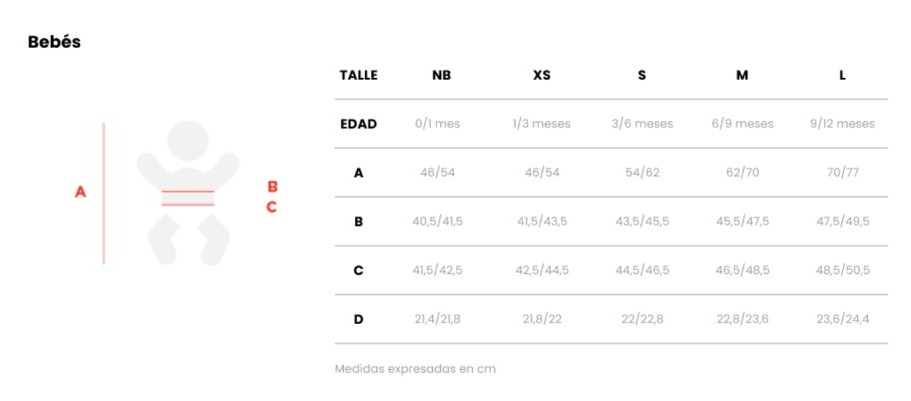 Bebés
TALLE NB XS S M L
EDAD 0/1 mes 1/3 meses 3/6 meses 6/9 meses 9/12 meses
A 46/54 46/54 54/62 62/70 70/77
B 40,5/41,5 41,5/43,5 43,5/45,5 45,5/47,5 47,5/49,5
C 41,5/42,5 42,5/44,5 44,5/46,5 46,5/48,5 48,5/50,5
D 21,4/21,8 21,8/22 22/22,8 22,8/23,6 23,6/24,4
Medidas expresadas en cm
A
B
C